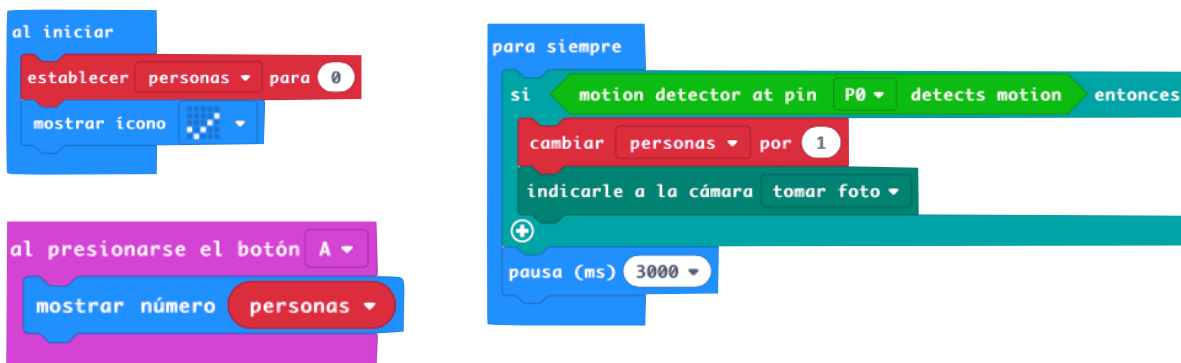 al iniciar
establecer personas para 0
mostrar ícono
al presionarse el botón A
mostrar número personas
para siempre
si motion detector at pin P0 detects motion entonces
cambiar personas por 1
indicarle a la cámara tomar foto
pausa (ms) 3000